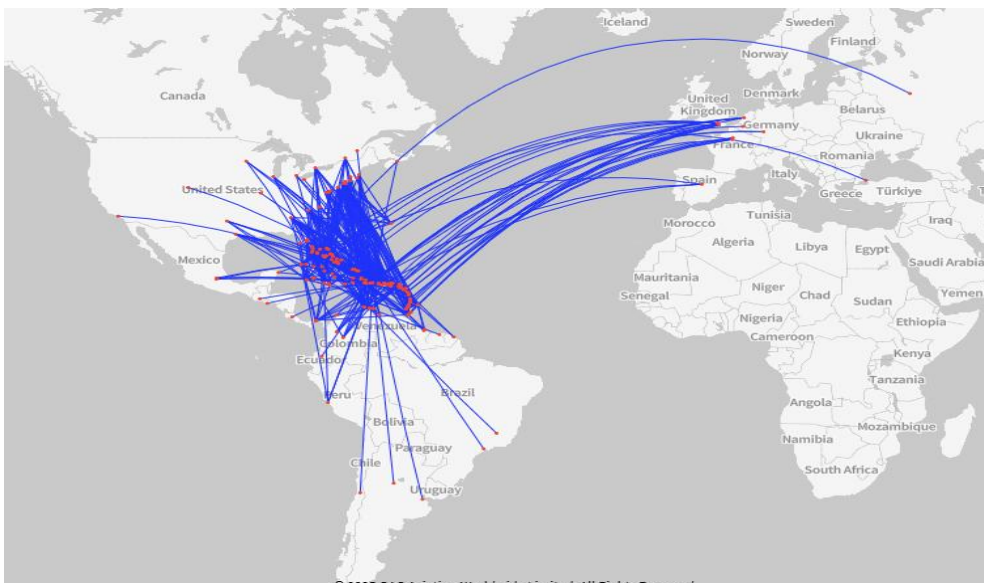 Iceland
Sweden
Finland
Norway
Canada
United
Kingdom
Denmark
Belarus
Germany
Ukraine
France
Romania
United States
Spain
Italy
Greece
Türkiye
Morocco
Tunisia
Iraq
Algeria
Libya
Egypt
Mexico
Saudi Arabia
Mauritania
Niger
Chad
Sudan
Yemen
Senegal
Nigeria
Ethiopia
Venezuela
Cameroon
Colombia
Ecuador
Kenya
Peru
Brazil
Tanzania
Angola
Bolivia
Mozambique
Paraguay
Namibia
Chile
South Africa
Uruguay